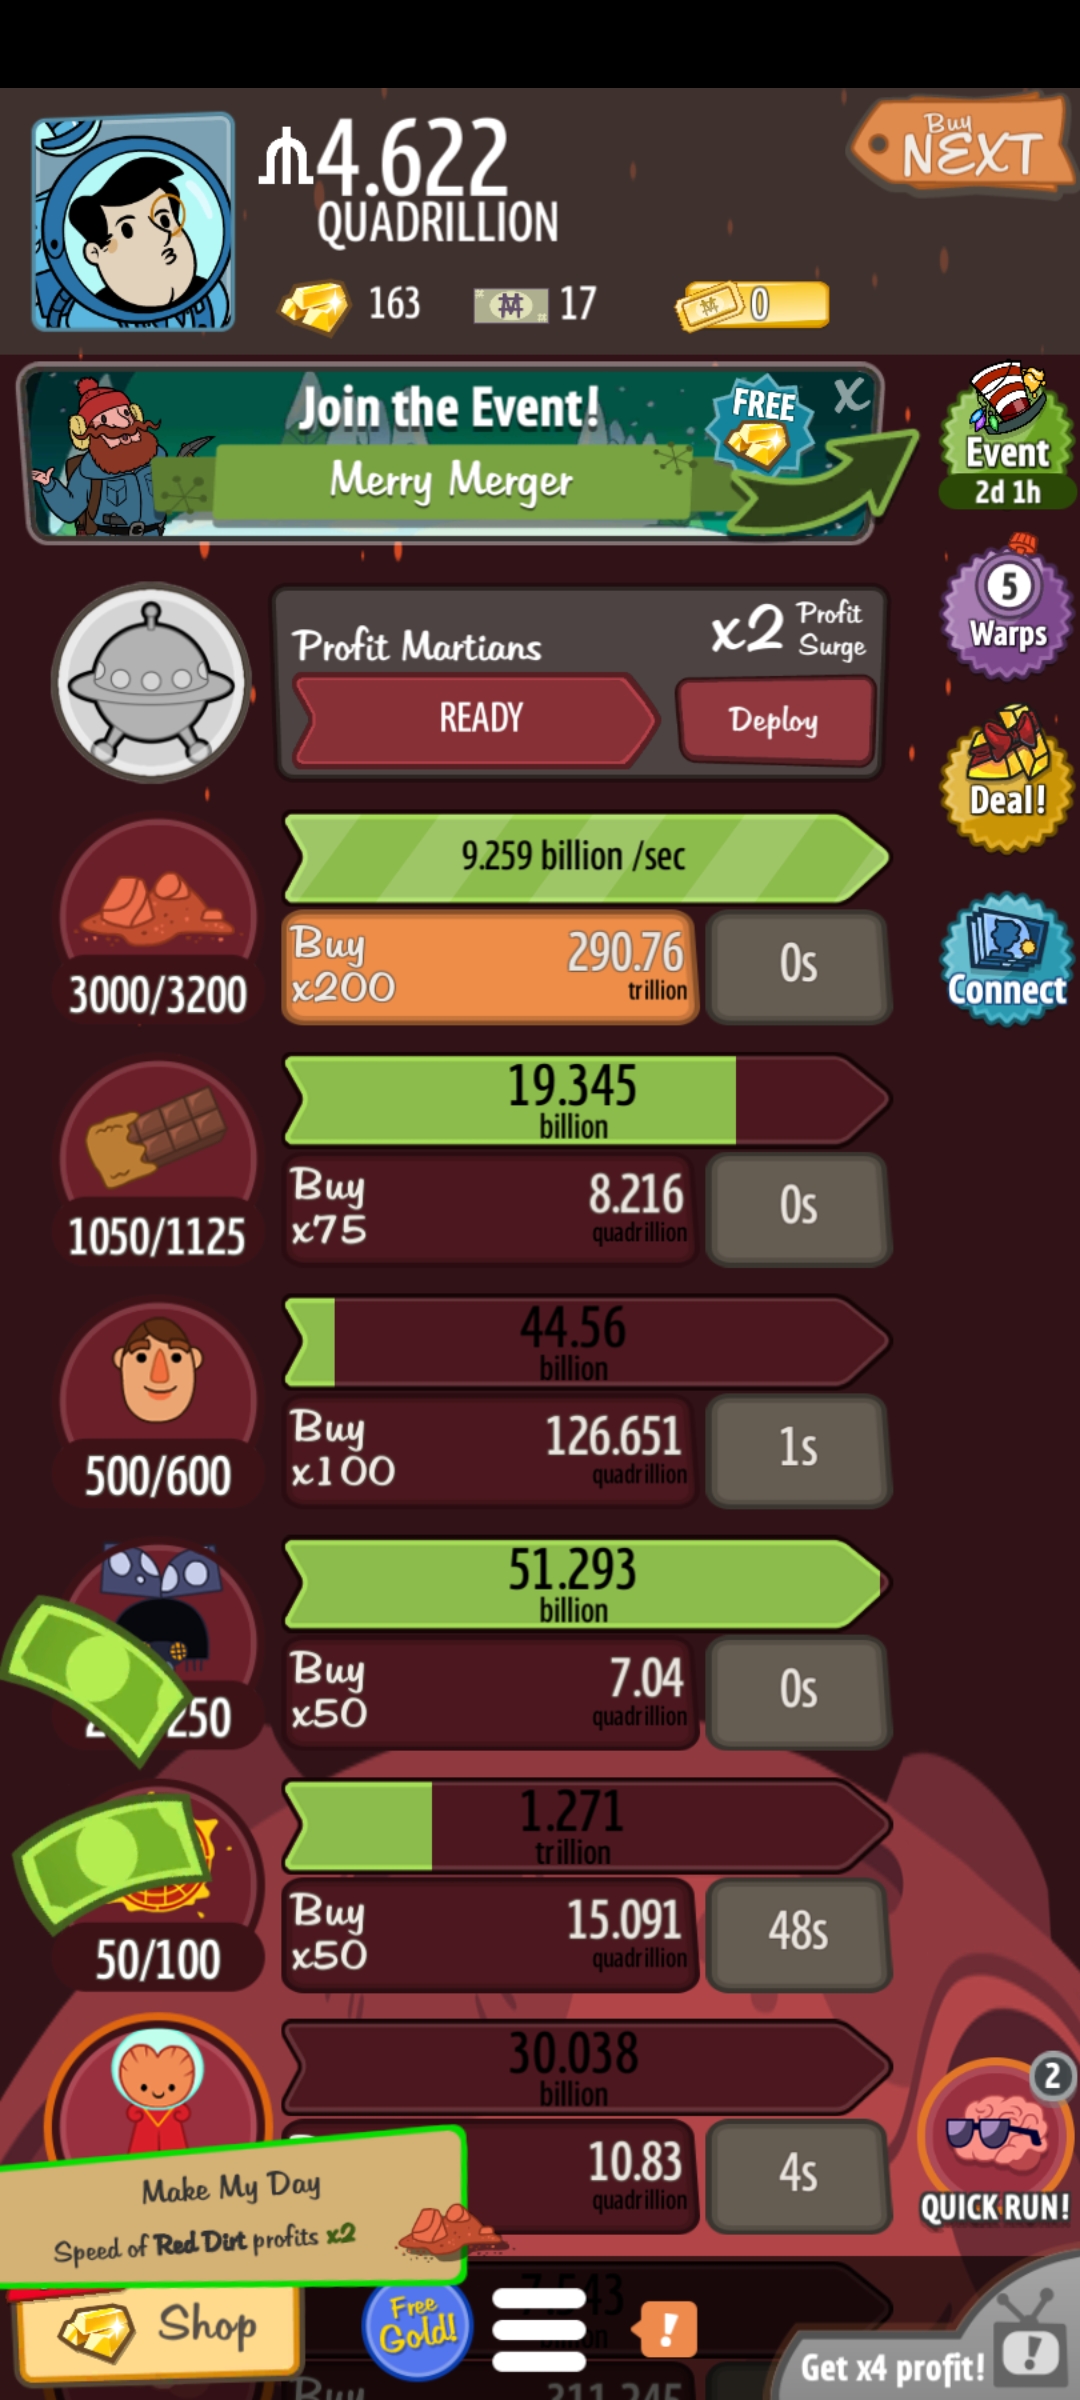 4.622
QUADRILLION
Buy
NEXT
163
17
0
Join the Event!
Merry Merger
FREE
X
Event
2d 1h
5
Warps
Profit Martians
x2 Profit
Surge
READY
Deploy
Deal!
9.259 billion /sec
Buy
x200
290.76
trillion
0s
3000/3200
Connect
19.345
billion
Buy
x75
8.216
quadrillion
0s
1050/1125
44.56
billion
Buy
x100
126.651
quadrillion
1s
500/600
51.293
billion
Buy
x50
7.04
quadrillion
0s
250
1.271
trillion
Buy
x50
15.091
quadrillion
48s
50/100
30.038
billion
10.83
quadrillion
4s
2
QUICK RUN!
Make My Day
Speed of Red Dirt profits x2
Shop
Free
Gold!
!
Get x4 profit!
!
Buy
311.245